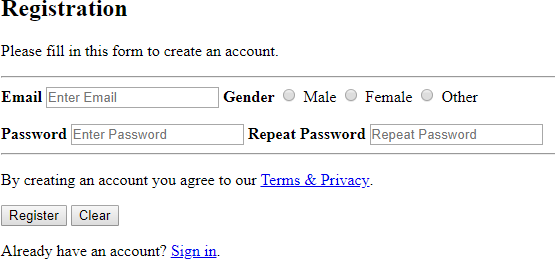 Registration
Please fill in this form to create an account.
Email Enter Email Gender Male Female Other
Password Enter Password Repeat Password Repeat Password
By creating an account you agree to our Terms & Privacy.
Register Clear
Already have an account? Sign in.